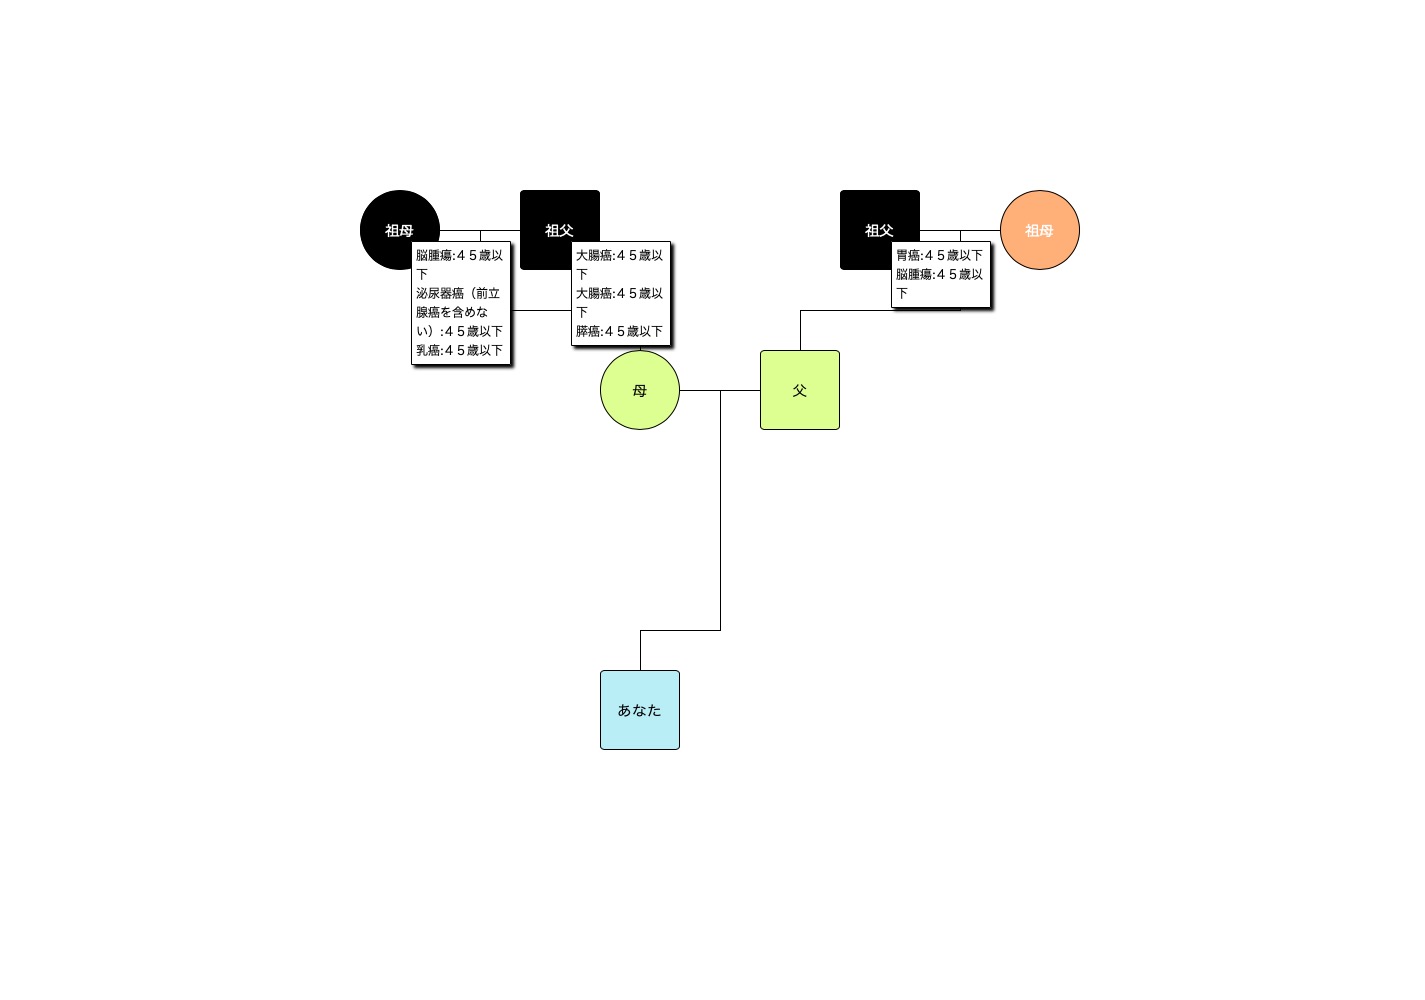 祖母
祖父
祖父
祖母
脳腫瘍:４５歳以
下
泌尿器癌（前立
腺癌を含めな
い）:４５歳以下
乳癌:４５歳以下
大腸癌:４５歳以
下
大腸癌:４５歳以
下
膵癌:４５歳以下
胃癌:４５歳以下
脳腫瘍:４５歳以
下
母
父
あなた